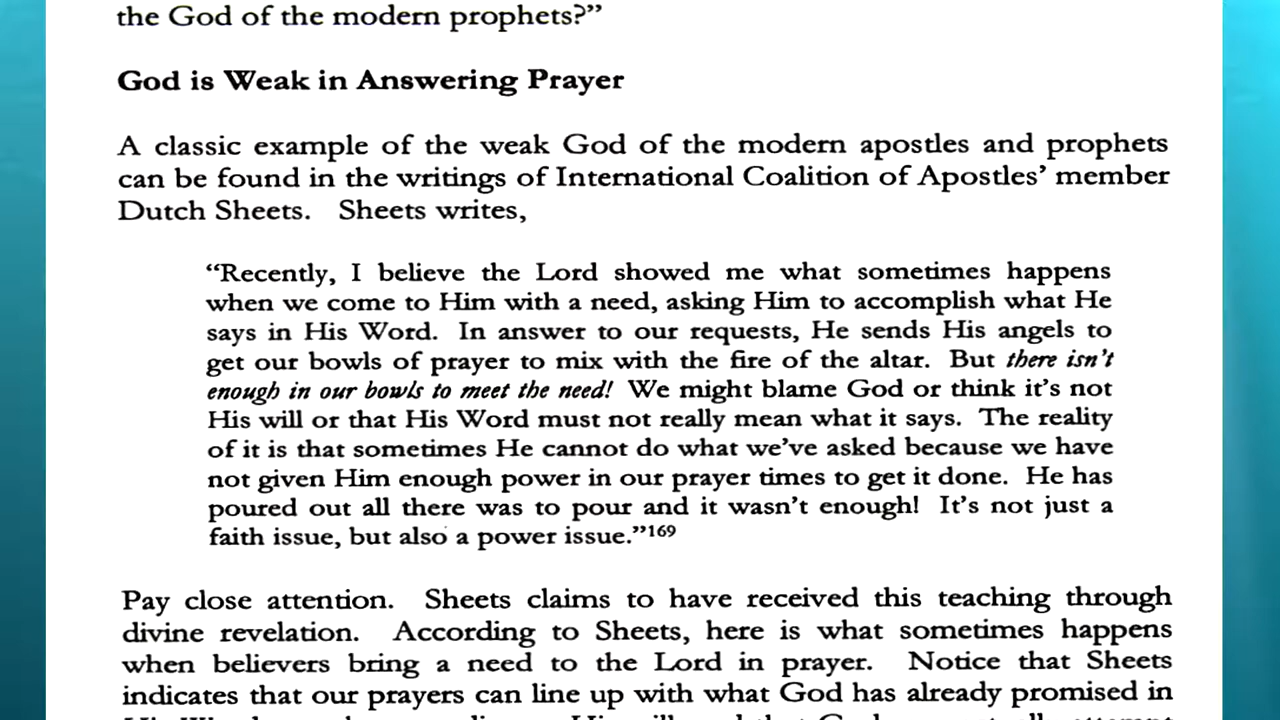 the God of the modern prophets?”
God is Weak in Answering Prayer
A classic example of the weak God of the modern apostles and prophets
can be found in the writings of International Coalition of Apostles’ member
Dutch Sheets. Sheets writes,
“Recently, I believe the Lord showed me what sometimes happens
when we come to Him with a need, asking Him to accomplish what He
says in His Word. In answer to our requests, He sends His angels to
get our bowls of prayer to mix with the fire of the altar. But there isn’t
enough in our bowls to meet the need! We might blame God or think it’s not
His will or that His Word must not really mean what it says. The reality
of it is that sometimes He cannot do what we’ve asked because we have
not given Him enough power in our prayer times to get it done. He has
poured out all there was to pour and it wasn’t enough! It’s not just a
faith issue, but also a power issue.”169
Pay close attention. Sheets claims to have received this teaching through
divine revelation. According to Sheets, here is what sometimes happens
when believers bring a need to the Lord in prayer. Notice that Sheets
indicates that our prayers can line up with what God has already promised in